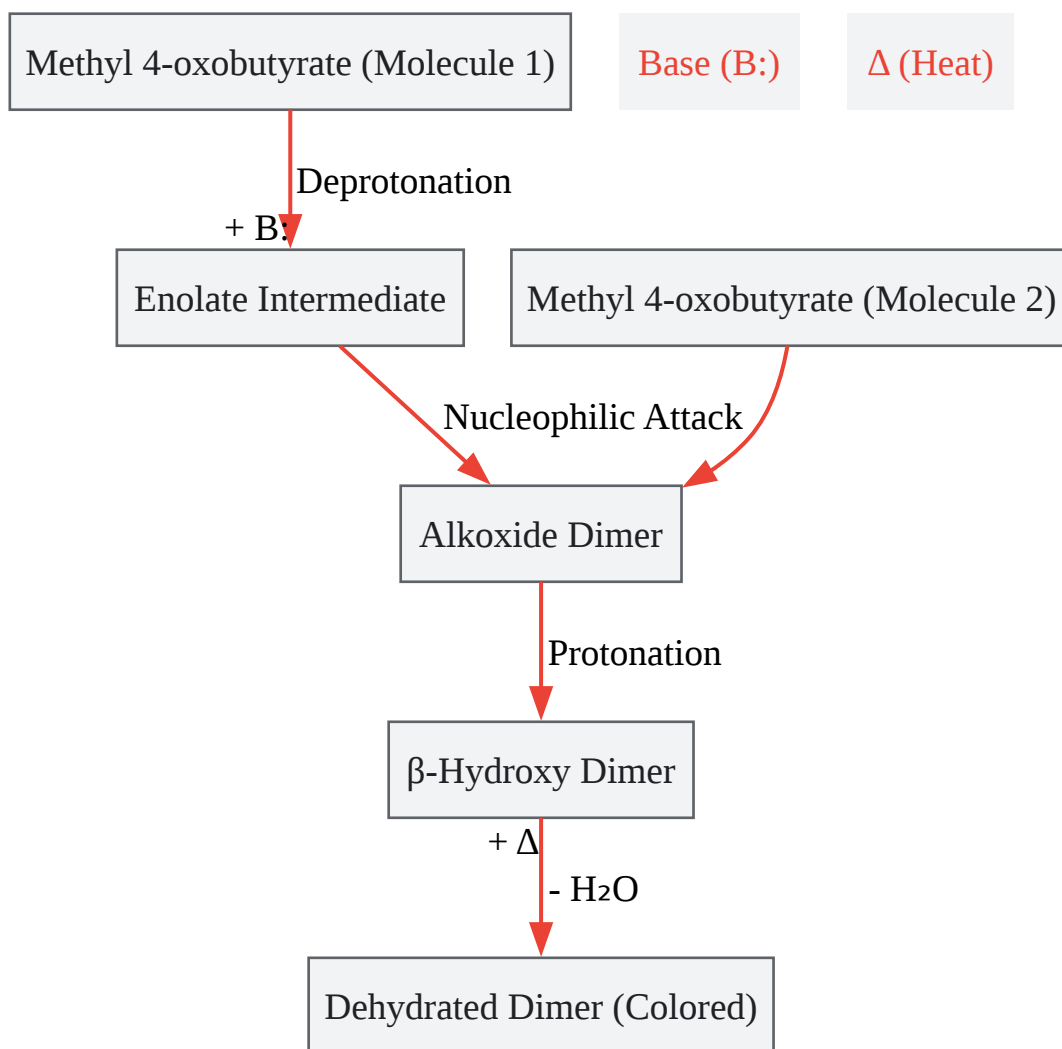 Methyl 4-oxobutyrate (Molecule 1)
Base (B:)
Δ (Heat)
Deprotonation
+ B:
Enolate Intermediate
Methyl 4-oxobutyrate (Molecule 2)
Nucleophilic Attack
Alkoxide Dimer
Protonation
β-Hydroxy Dimer
+ Δ
- H₂O
Dehydrated Dimer (Colored)